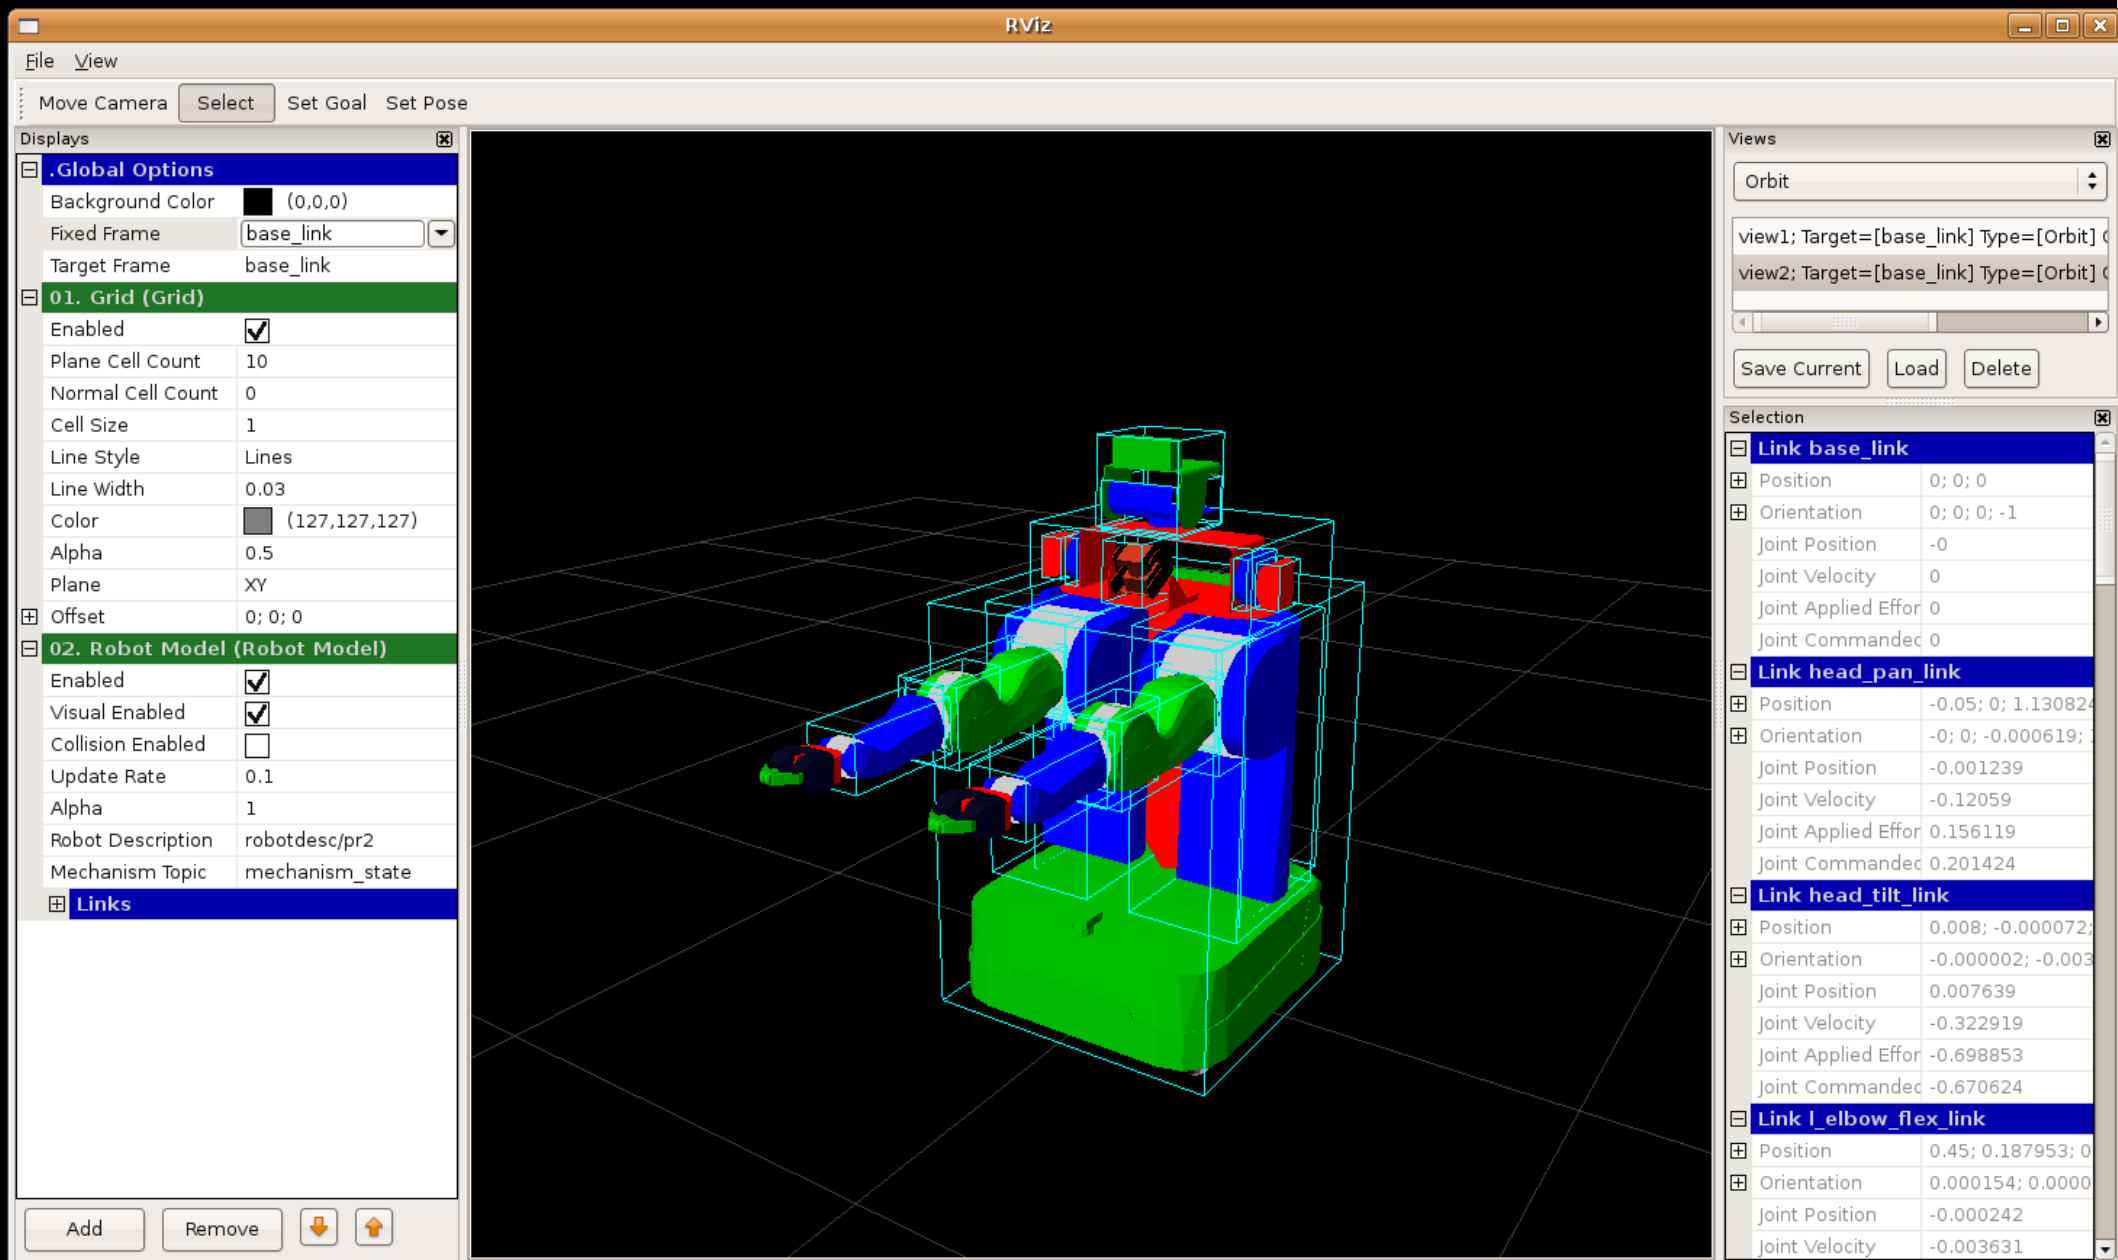 RViz
File View
Move Camera Select Set Goal Set Pose
Displays
.Global Options
Background Color (0,0,0)
Fixed Frame base_link
Target Frame base_link
01. Grid (Grid)
Enabled
Plane Cell Count 10
Normal Cell Count 0
Cell Size 1
Line Style Lines
Line Width 0.03
Color (127,127,127)
Alpha 0.5
Plane XY
Offset 0; 0; 0
02. Robot Model (Robot Model)
Enabled
Visual Enabled
Collision Enabled
Update Rate 0.1
Alpha 1
Robot Description robotdesc/pr2
Mechanism Topic mechanism_state
Links
Add Remove
Views
Orbit
view1; Target=[base_link] Type=[Orbit]
view2; Target=[base_link] Type=[Orbit]
Save Current Load Delete
Selection
Link base_link
Position 0; 0; 0
Orientation 0; 0; 0; -1
Joint Position -0
Joint Velocity 0
Joint Applied Effor 0
Joint Commanded 0
Link head_pan_link
Position -0.05; 0; 1.130824
Orientation -0; 0; -0.000619;
Joint Position -0.001239
Joint Velocity -0.12059
Joint Applied Effor 0.156119
Joint Commanded 0.201424
Link head_tilt_link
Position 0.008; -0.000072;
Orientation -0.000002; -0.003
Joint Position 0.007639
Joint Velocity -0.322919
Joint Applied Effor -0.698853
Joint Commanded -0.670624
Link l_elbow_flex_link
Position 0.45; 0.187953; 0
Orientation 0.000154; 0.0000
Joint Position -0.000242
Joint Velocity -0.003631